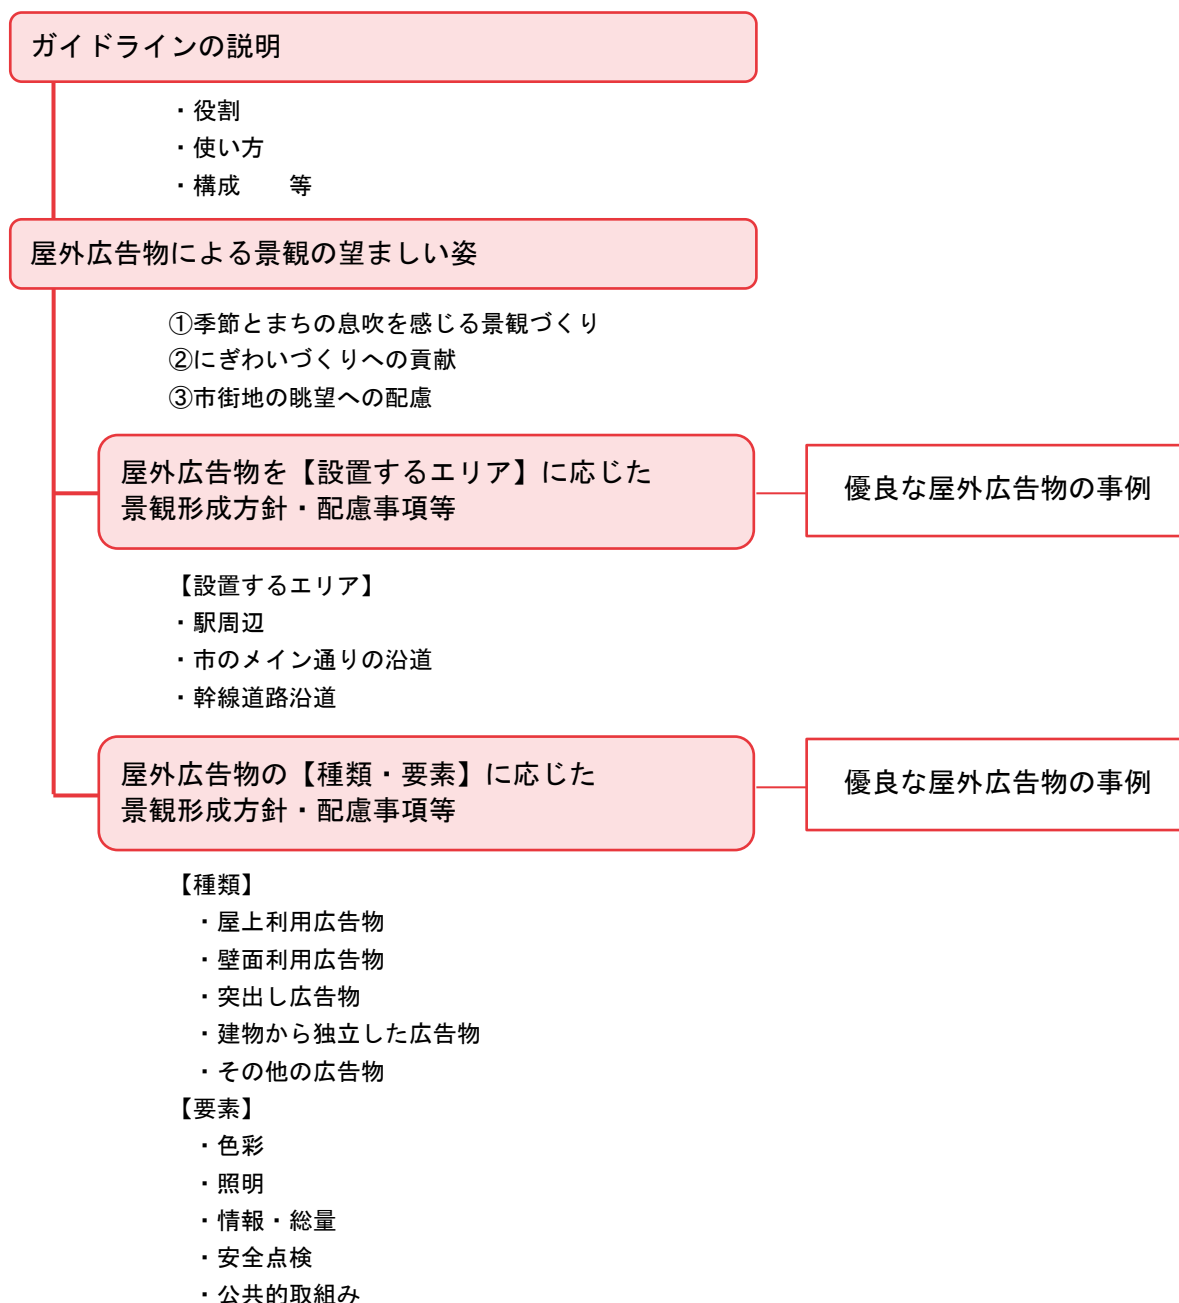 ガイドラインの説明
・役割
・使い方
・構成　　等
屋外広告物による景観の望ましい姿
①季節とまちの息吹を感じる景観づくり
②にぎわいづくりへの貢献
③市街地の眺望への配慮
屋外広告物を【設置するエリア】に応じた
景観形成方針・配慮事項等
優良な屋外広告物の事例
【設置するエリア】
・駅周辺
・市のメイン通りの沿道
・幹線道路沿道
屋外広告物の【種類・要素】に応じた
景観形成方針・配慮事項等
優良な屋外広告物の事例
【種類】
・屋上利用広告物
・壁面利用広告物
・突出し広告物
・建物から独立した広告物
・その他の広告物
【要素】
・色彩
・照明
・情報・総量
・安全点検
・公共的取組み